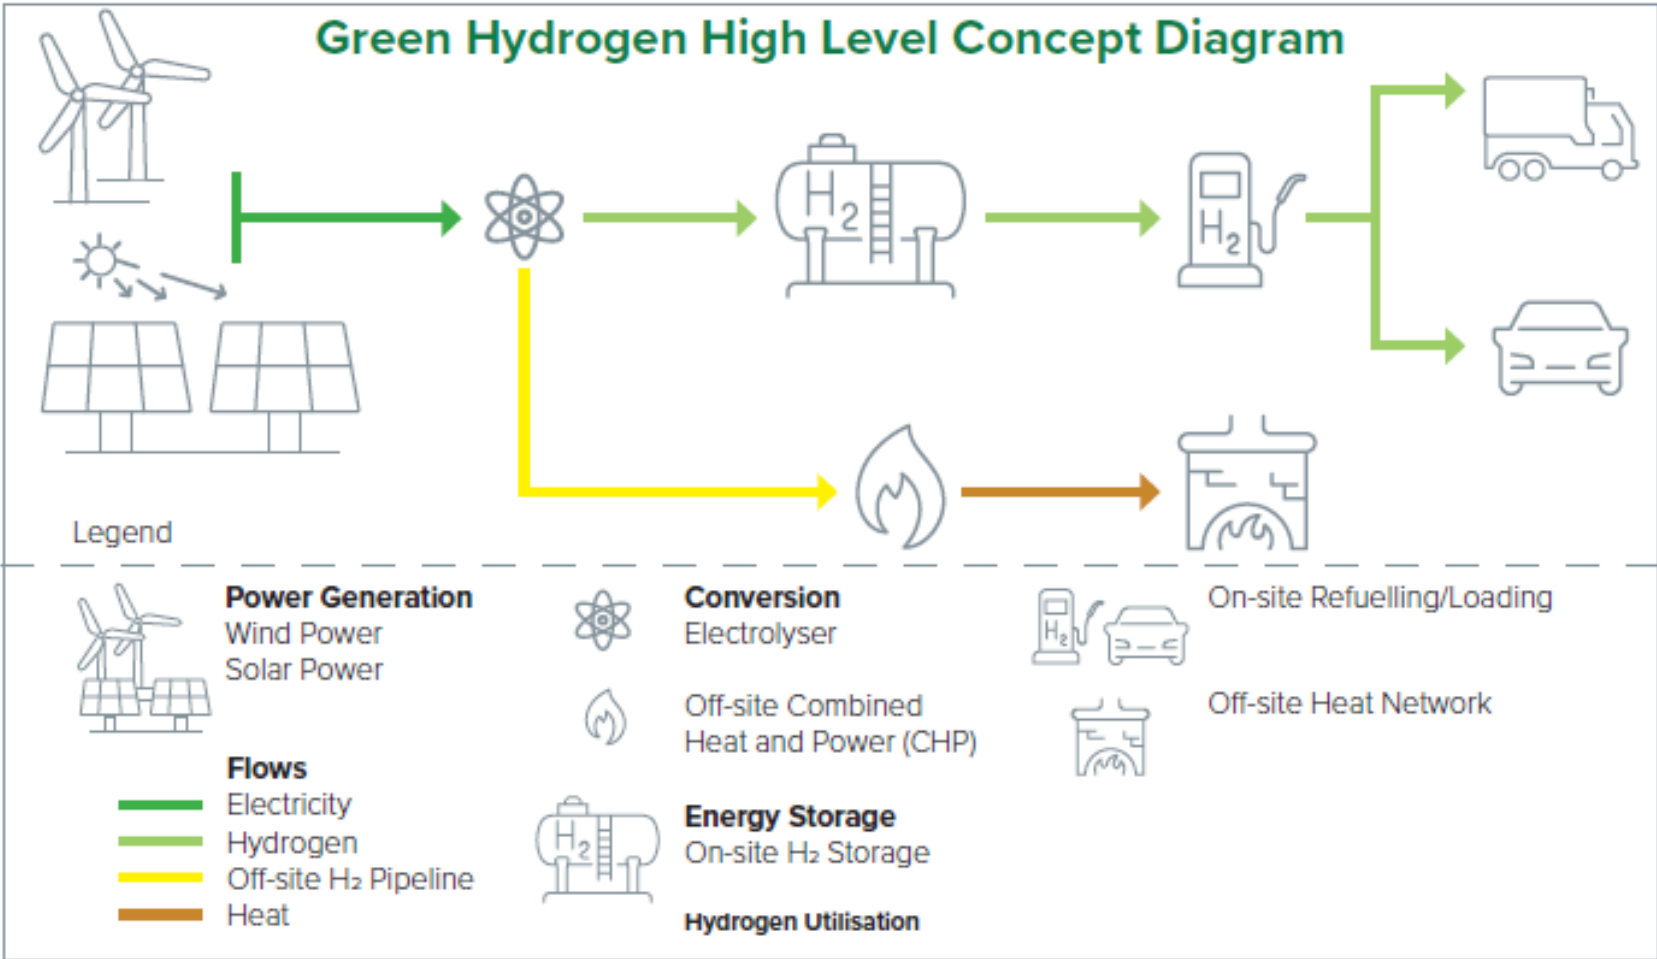 Green Hydrogen High Level Concept Diagram
H2
H2
Legend
Power Generation
Wind Power
Solar Power
Flows
Electricity
Hydrogen
Off-site H₂ Pipeline
Heat
Conversion
Electrolyser
Off-site Combined
Heat and Power (CHP)
H2
Energy Storage
On-site H₂ Storage
Hydrogen Utilisation
H2
On-site Refuelling/Loading
Off-site Heat Network